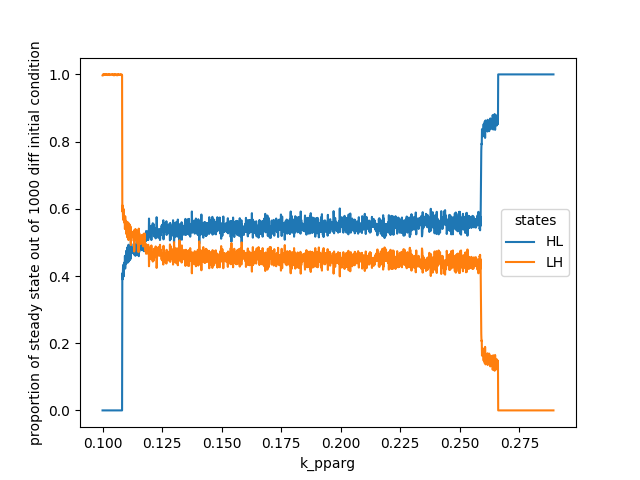 proportion of steady state out of 1000 diff initial condition
1.0
0.8
0.6
0.4
0.2
0.0
states
HL
LH
0.100 0.125 0.150 0.175 0.200 0.225 0.250 0.275
k_pparg